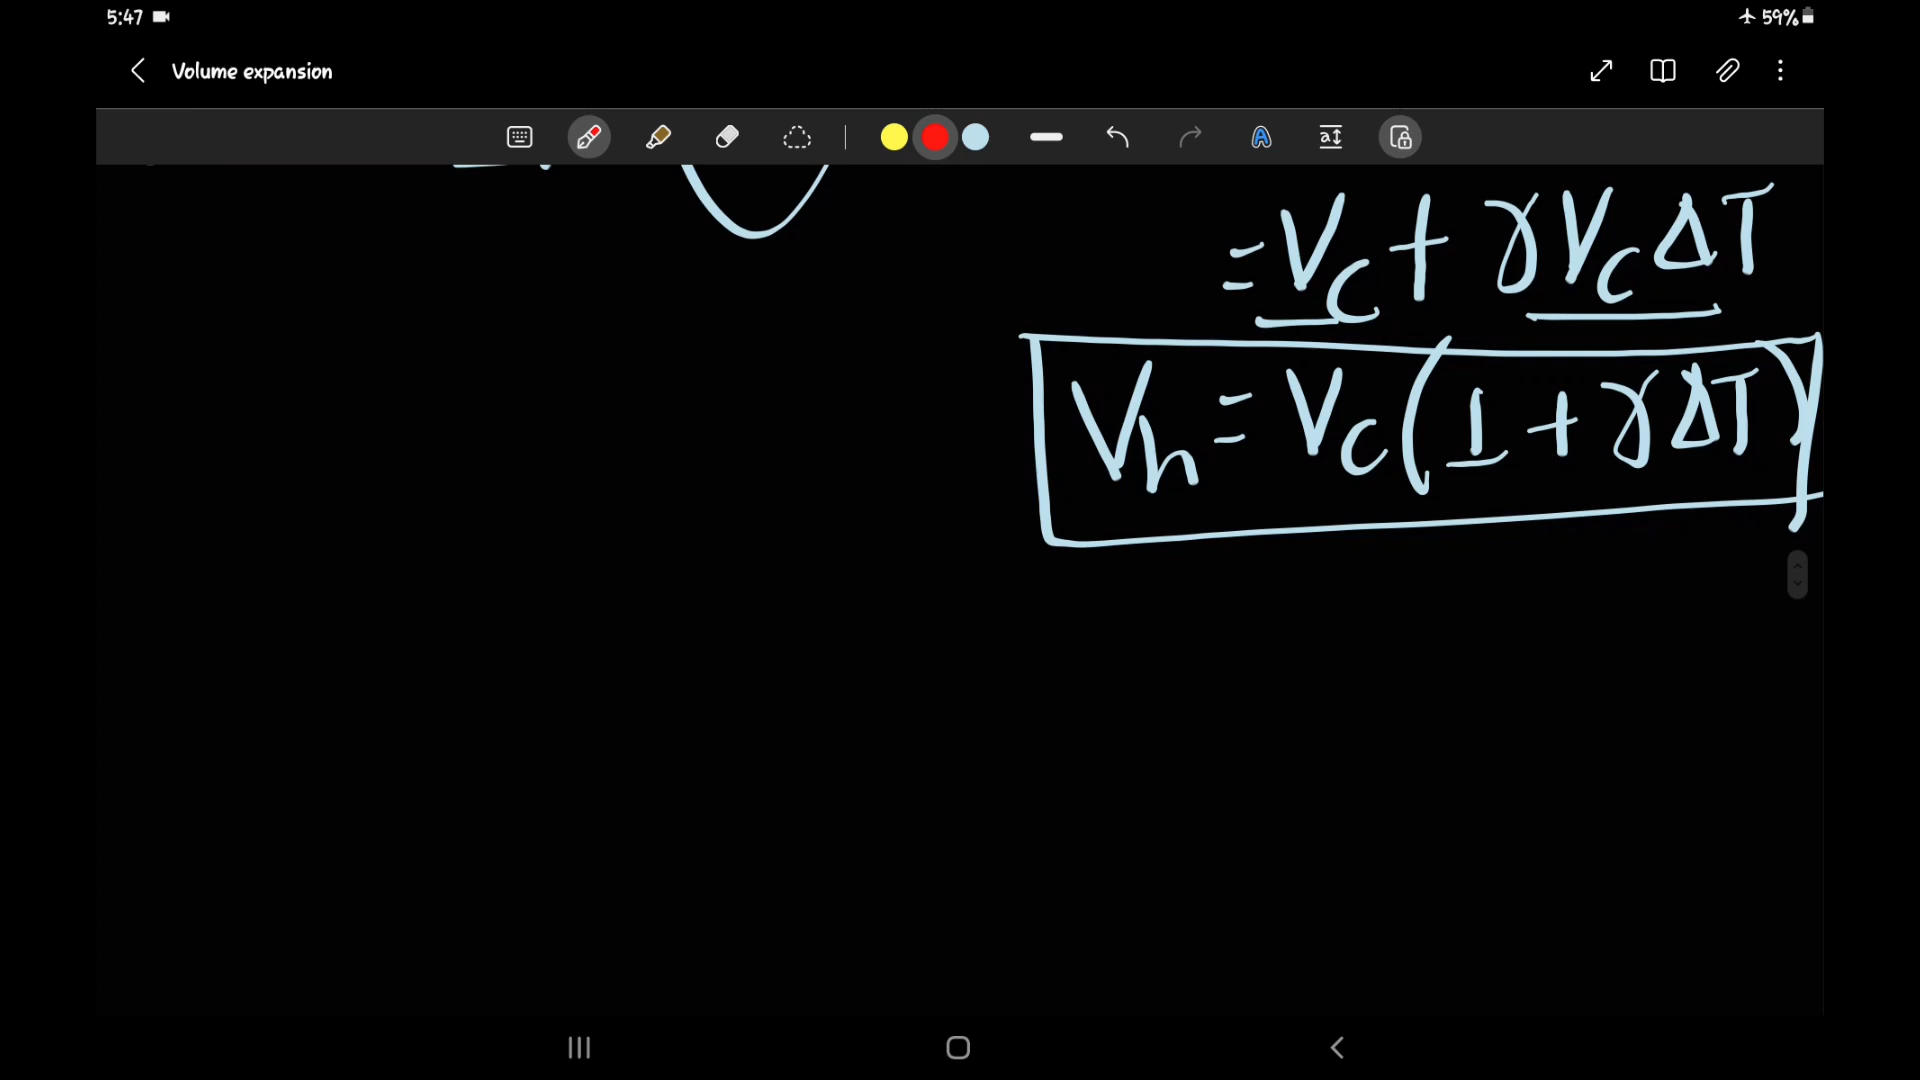 5:47 59%
Volume expansion
= Vc + γVcΔT
Vh = Vc(1 + γΔT)